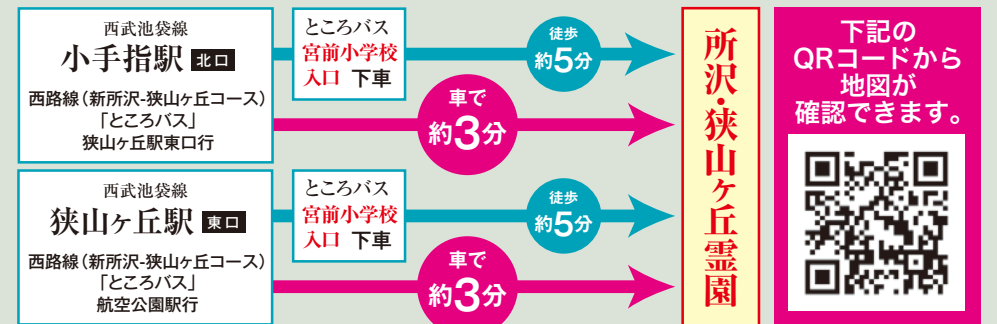 西武池袋線
小手指駅 北口
西路線（新所沢-狭山ヶ丘コース）
「ところバス」
狭山ヶ丘駅東口行
ところバス
宮前小学校
入口 下車
徒歩
約5分
車で
約3分
西武池袋線
狭山ヶ丘駅 東口
西路線（新所沢-狭山ヶ丘コース）
「ところバス」
航空公園駅行
ところバス
宮前小学校
入口 下車
徒歩
約5分
車で
約3分
所沢・狭山ヶ丘霊園
下記の
QRコードから
地図が
確認できます。